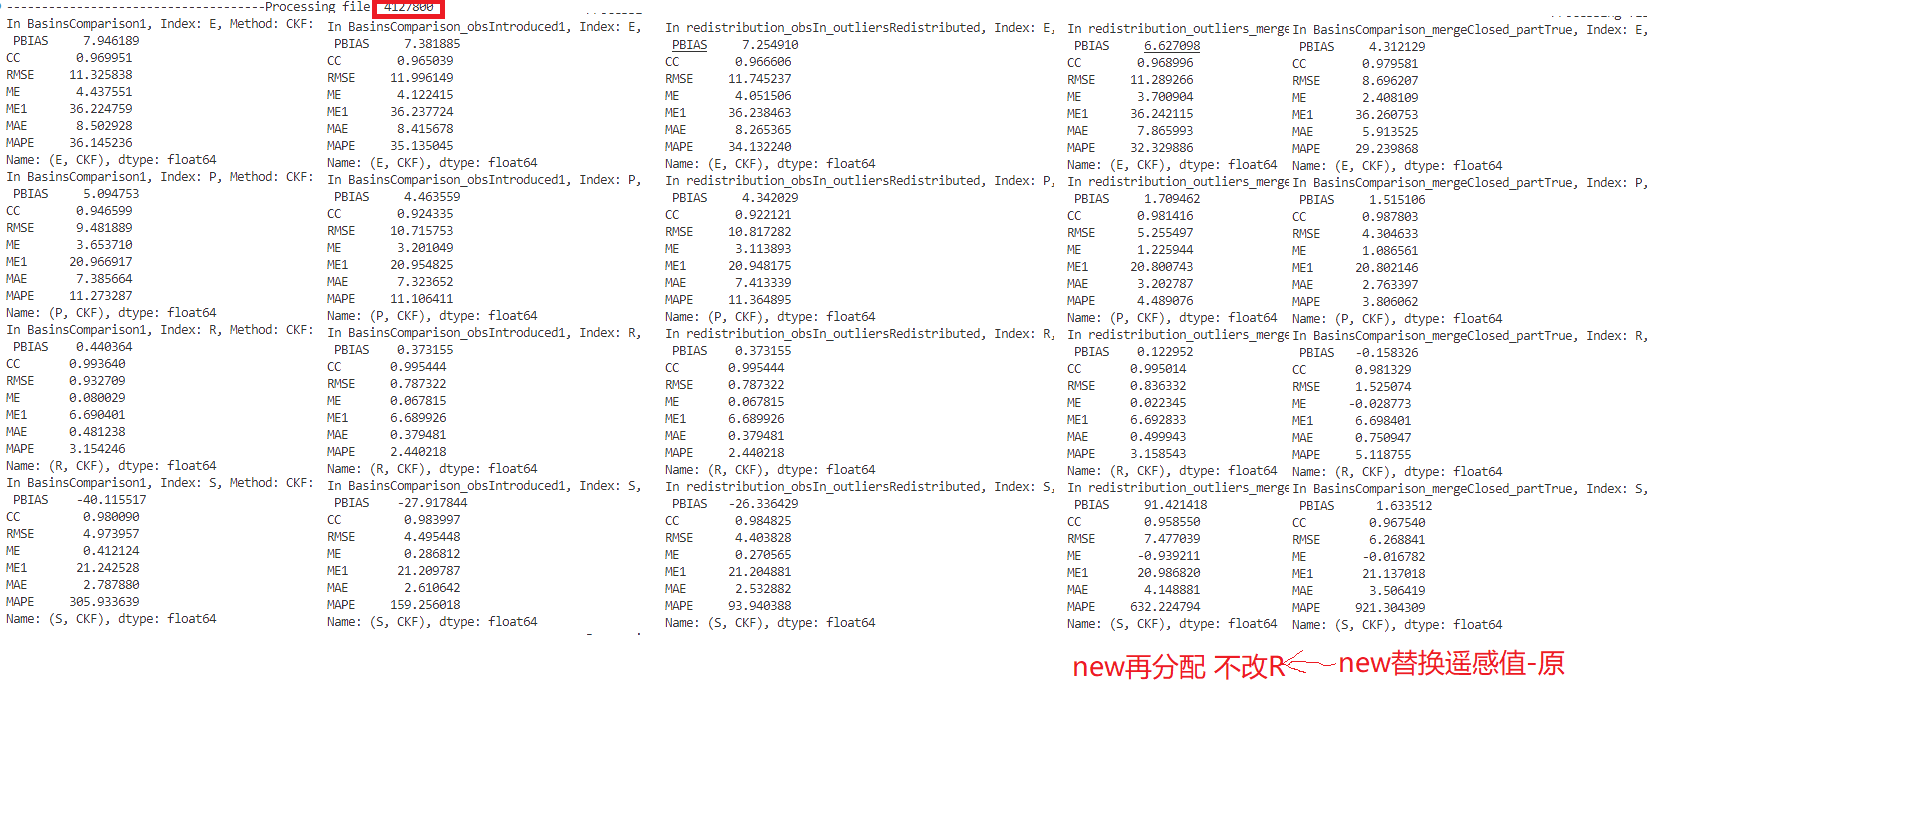 -------------------------------------Processing file 4127800
In BasinsComparison1, Index: E, Method: CKF:
PBIAS 7.946189
CC 0.969951
RMSE 11.325838
ME 4.437551
ME1 36.224759
MAE 8.502928
MAPE 36.145236
Name: (E, CKF), dtype: float64
In BasinsComparison1, Index: P, Method: CKF:
PBIAS 5.094753
CC 0.946599
RMSE 9.481889
ME 3.653710
ME1 20.966917
MAE 7.385664
MAPE 11.273287
Name: (P, CKF), dtype: float64
In BasinsComparison1, Index: R, Method: CKF:
PBIAS 0.440364
CC 0.993640
RMSE 0.932709
ME 0.080029
ME1 6.690401
MAE 0.481238
MAPE 3.154246
Name: (R, CKF), dtype: float64
In BasinsComparison1, Index: S, Method: CKF:
PBIAS -40.115517
CC 0.980090
RMSE 4.973957
ME 0.412124
ME1 21.242528
MAE 2.787880
MAPE 305.933639
Name: (S, CKF), dtype: float64
In BasinsComparison_obsIntroduced1, Index: E,
PBIAS 7.381885
CC 0.965039
RMSE 11.996149
ME 4.122415
ME1 36.237724
MAE 8.415678
MAPE 35.135045
Name: (E, CKF), dtype: float64
In BasinsComparison_obsIntroduced1, Index: P,
PBIAS 4.463559
CC 0.924335
RMSE 10.715753
ME 3.201049
ME1 20.954825
MAE 7.323652
MAPE 11.106411
Name: (P, CKF), dtype: float64
In BasinsComparison_obsIntroduced1, Index: R,
PBIAS 0.373155
CC 0.995444
RMSE 0.787322
ME 0.067815
ME1 6.689926
MAE 0.379481
MAPE 2.440218
Name: (R, CKF), dtype: float64
In BasinsComparison_obsIntroduced1, Index: S,
PBIAS -27.917844
CC 0.983997
RMSE 4.495448
ME 0.286812
ME1 21.209787
MAE 2.610642
MAPE 159.256018
Name: (S, CKF), dtype: float64
In redistribution_obsIn_outliersRedistributed, Index: E,
PBIAS 7.254910
CC 0.966606
RMSE 11.745237
ME 4.051506
ME1 36.238463
MAE 8.265365
MAPE 34.132240
Name: (E, CKF), dtype: float64
In redistribution_obsIn_outliersRedistributed, Index: P,
PBIAS 4.342029
CC 0.922121
RMSE 10.817282
ME 3.113893
ME1 20.948175
MAE 7.413339
MAPE 11.364895
Name: (P, CKF), dtype: float64
In redistribution_obsIn_outliersRedistributed, Index: R,
PBIAS 0.373155
CC 0.995444
RMSE 0.787322
ME 0.067815
ME1 6.689926
MAE 0.379481
MAPE 2.440218
Name: (R, CKF), dtype: float64
In redistribution_obsIn_outliersRedistributed, Index: S,
PBIAS -26.336429
CC 0.984825
RMSE 4.403828
ME 0.270565
ME1 21.204881
MAE 2.532882
MAPE 93.940388
Name: (S, CKF), dtype: float64
In redistribution_outliers_merge
PBIAS 6.627098
CC 0.968996
RMSE 11.289266
ME 3.700904
ME1 36.242115
MAE 7.865993
MAPE 32.329886
Name: (E, CKF), dtype: float64
In redistribution_outliers_merge
PBIAS 1.709462
CC 0.981416
RMSE 5.255497
ME 1.225944
ME1 20.800743
MAE 3.202787
MAPE 4.489076
Name: (P, CKF), dtype: float64
In redistribution_outliers_merge
PBIAS 0.122952
CC 0.995014
RMSE 0.836332
ME 0.022345
ME1 6.692833
MAE 0.499943
MAPE 3.158543
Name: (R, CKF), dtype: float64
In redistribution_outliers_merge
PBIAS 91.421418
CC 0.958550
RMSE 7.477039
ME -0.939211
ME1 20.986820
MAE 4.148881
MAPE 632.224794
Name: (S, CKF), dtype: float64
In BasinsComparison_mergeClosed_partTrue, Index: E,
PBIAS 4.312129
CC 0.979581
RMSE 8.696207
ME 2.408109
ME1 36.260753
MAE 5.913525
MAPE 29.239868
Name: (E, CKF), dtype: float64
In BasinsComparison_mergeClosed_partTrue, Index: P,
PBIAS 1.515106
CC 0.987803
RMSE 4.304633
ME 1.086561
ME1 20.802146
MAE 2.763397
MAPE 3.806062
Name: (P, CKF), dtype: float64
In BasinsComparison_mergeClosed_partTrue, Index: R,
PBIAS -0.158326
CC 0.981329
RMSE 1.525074
ME -0.028773
ME1 6.698401
MAE 0.750947
MAPE 5.118755
Name: (R, CKF), dtype: float64
In BasinsComparison_mergeClosed_partTrue, Index: S,
PBIAS 1.633512
CC 0.967540
RMSE 6.268841
ME -0.016782
ME1 21.137018
MAE 3.506419
MAPE 921.304309
Name: (S, CKF), dtype: float64
new再分配 不改R
new替换遥感值-原